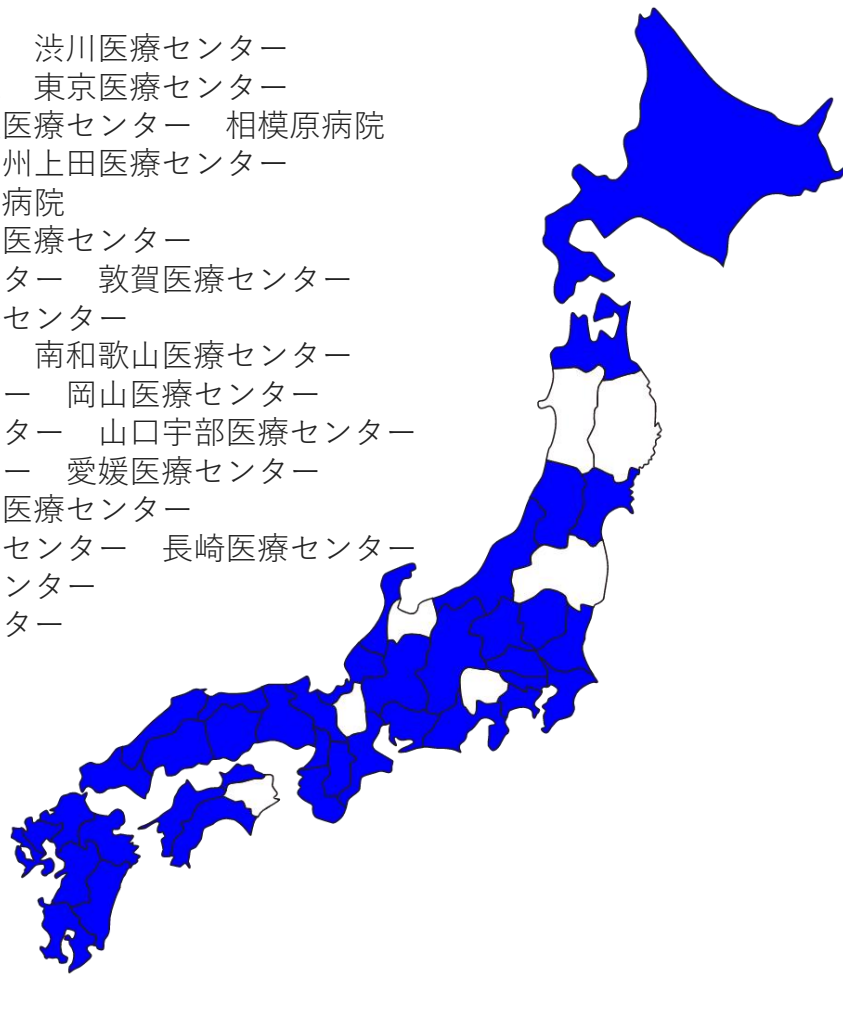 渋川医療センター
東京医療センター
医療センター　相模原病院
州上田医療センター
病院
医療センター
ター　敦賀医療センター
センター
南和歌山医療センター
ー　岡山医療センター
ター　山口宇部医療センター
ー　愛媛医療センター
医療センター
センター　長崎医療センター
ンター
ター